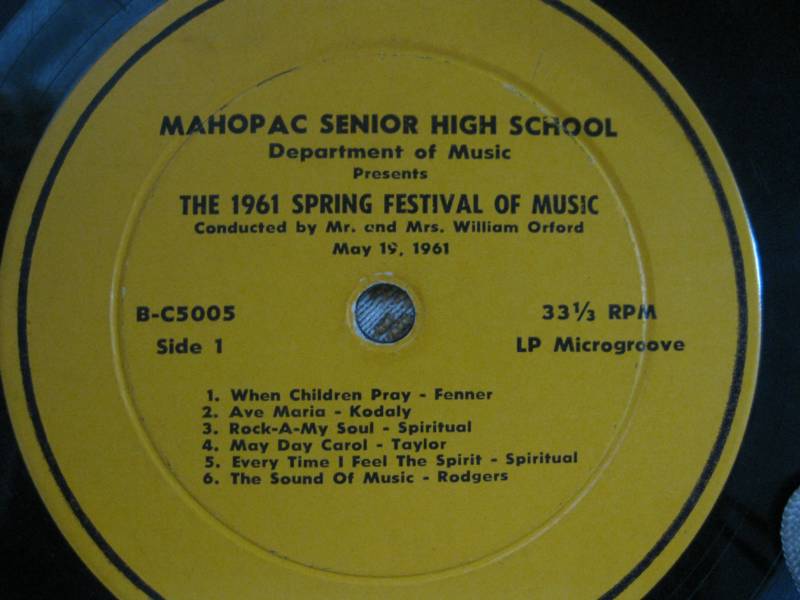 MAHOPAC SENIOR HIGH SCHOOL
Department of Music
Presents
THE 1961 SPRING FESTIVAL OF MUSIC
Conducted by Mr. and Mrs. William Orford
May 19, 1961
B-C5005
33⅓ RPM
Side 1
LP Microgroove
1. When Children Pray - Fenner
2. Ave Maria - Kodaly
3. Rock-A-My Soul - Spiritual
4. May Day Carol - Taylor
5. Every Time I Feel The Spirit - Spiritual
6. The Sound Of Music - Rodgers